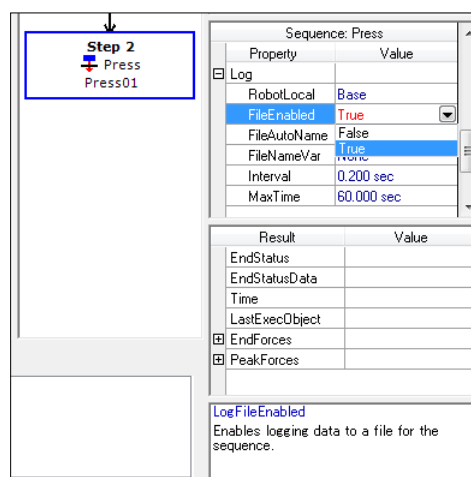 Step 2
Press
Press01
Sequence: Press
Property Value
Log
RobotLocal Base
FileEnabled True
FileAutoName False
True
FileNameVar None
Interval 0.200 sec
MaxTime 60.000 sec
Result Value
EndStatus
EndStatusData
Time
LastExecObject
EndForces
PeakForces
LogFileEnabled
Enables logging data to a file for the
sequence.